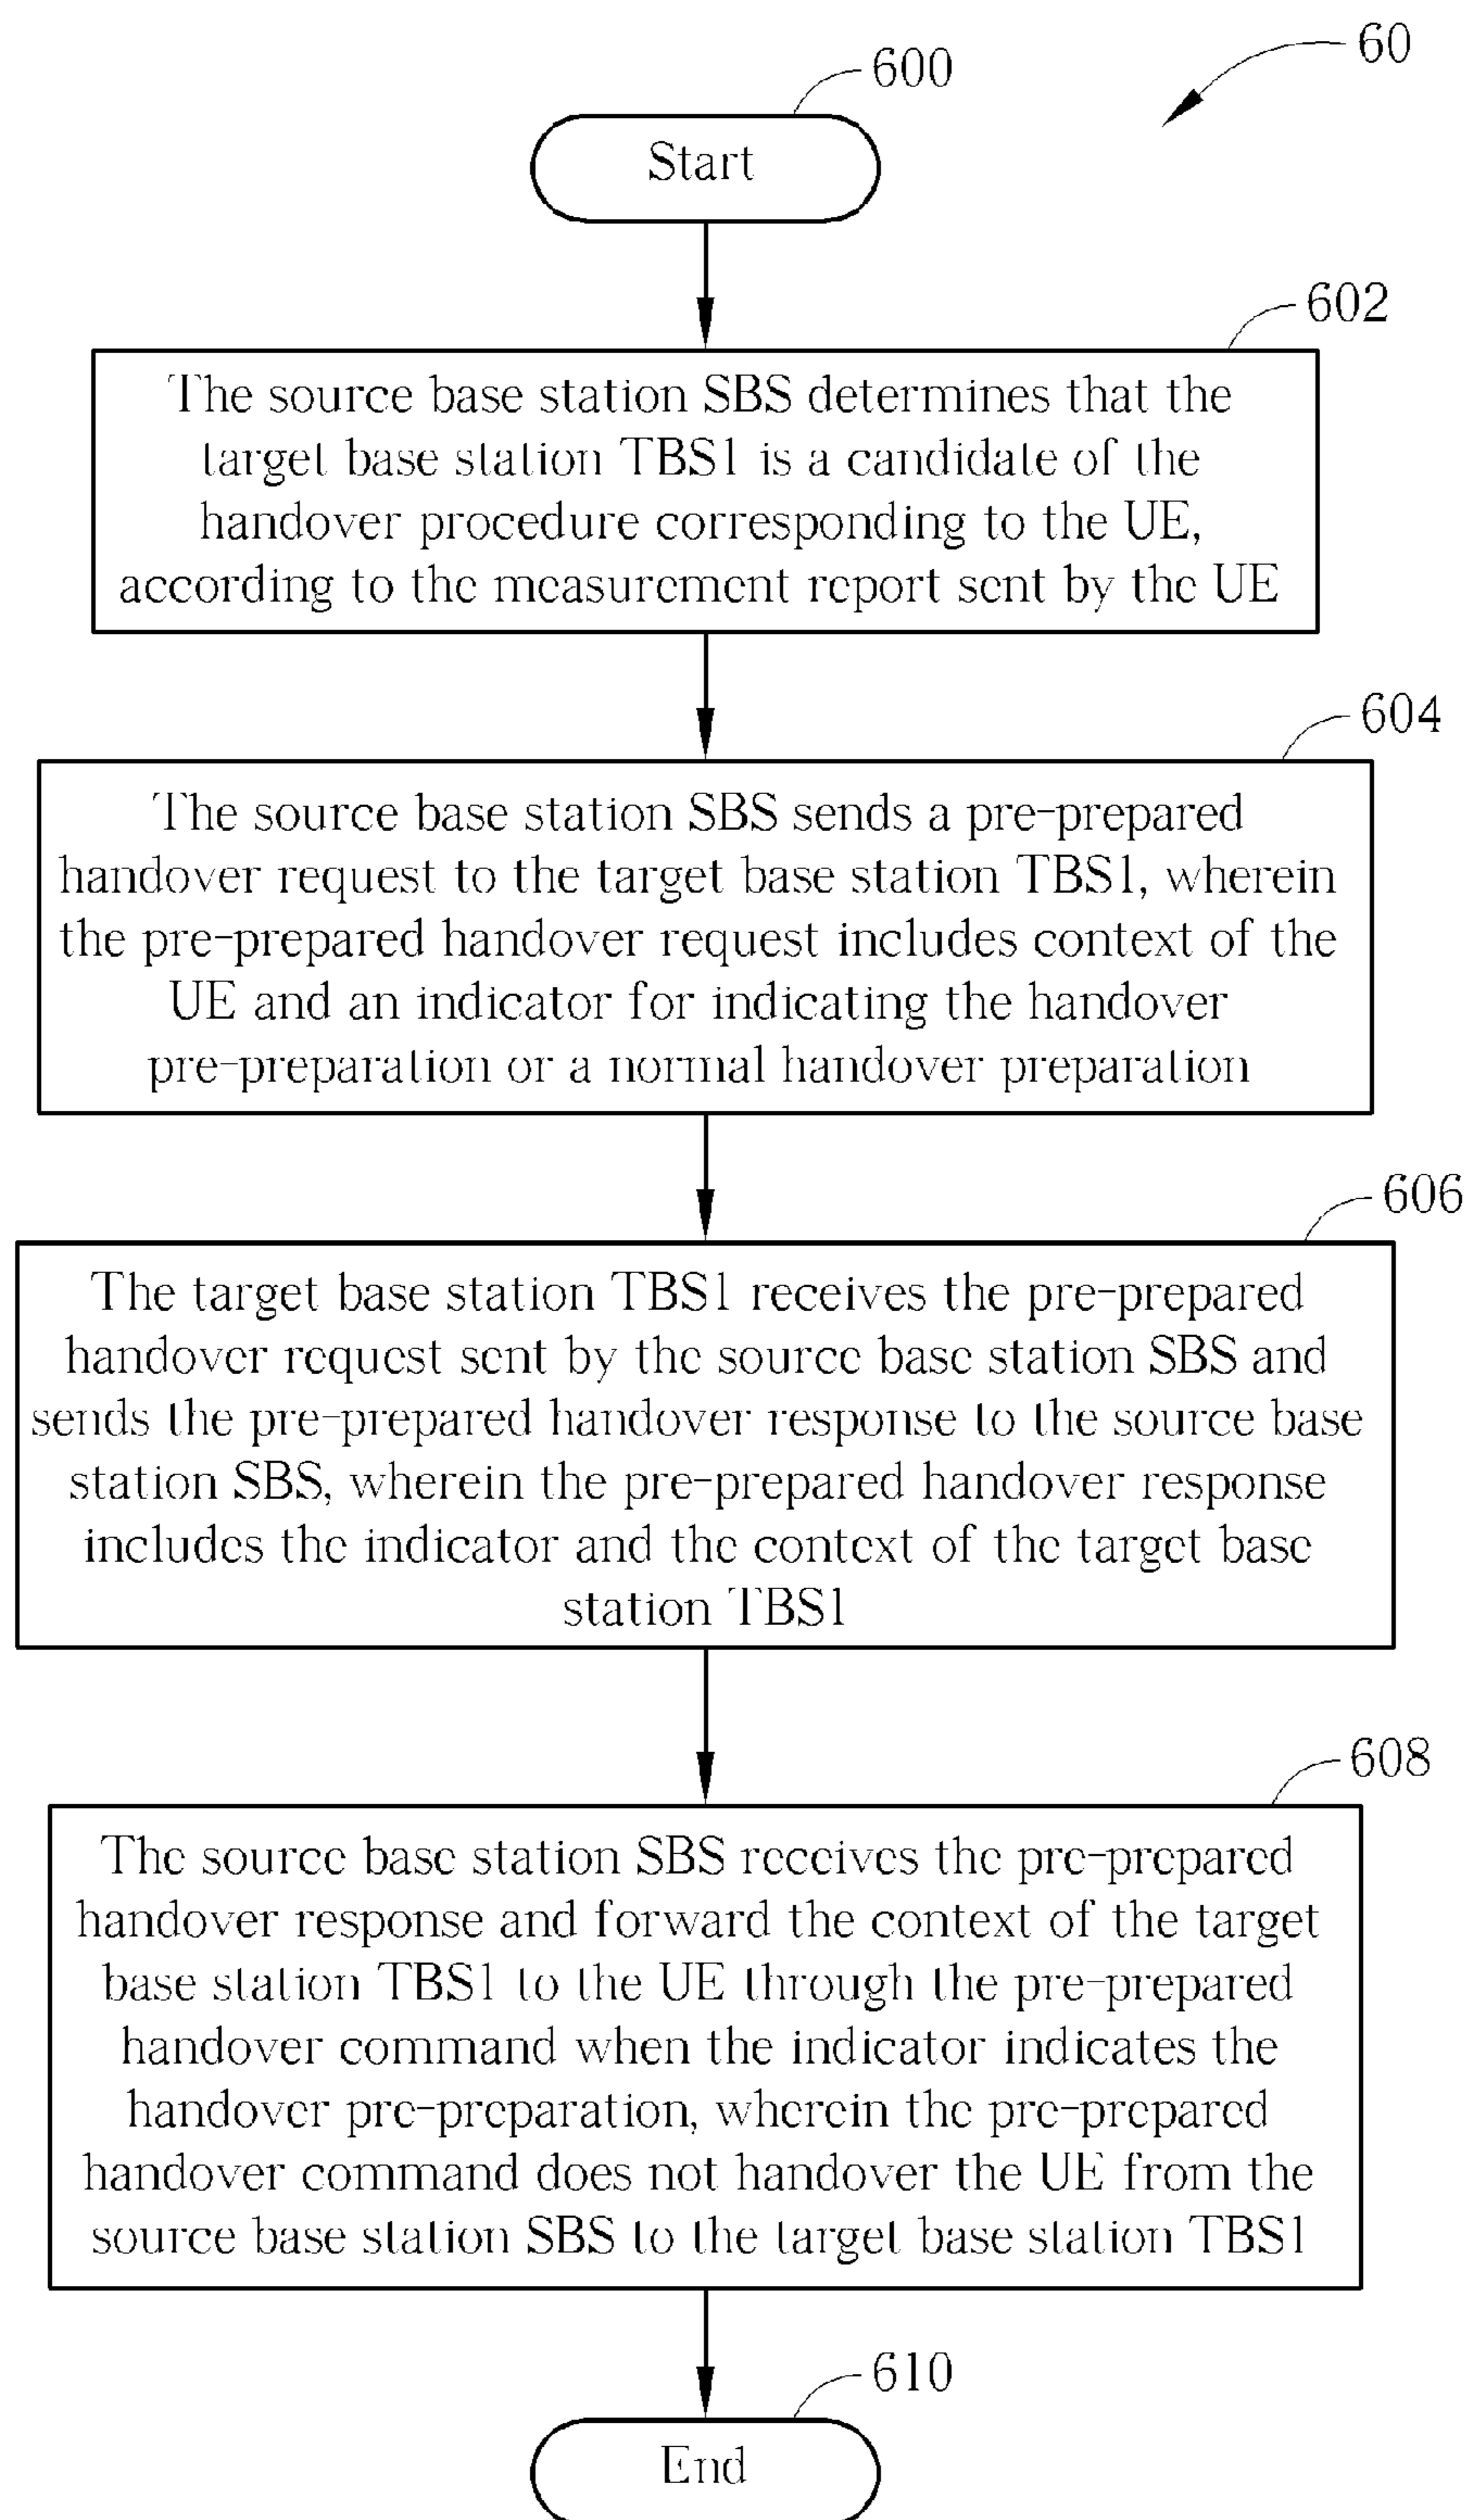 60
600
Start
602
The source base station SBS determines that the
target base station TBS1 is a candidate of the
handover procedure corresponding to the UE,
according to the measurement report sent by the UE
604
The source base station SBS sends a pre-prepared
handover request to the target base station TBS1, wherein
the pre-prepared handover request includes context of the
UE and an indicator for indicating the handover
pre-preparation or a normal handover preparation
606
The target base station TBS1 receives the pre-prepared
handover request sent by the source base station SBS and
sends the pre-prepared handover response to the source base
station SBS, wherein the pre-prepared handover response
includes the indicator and the context of the target base
station TBS1
608
The source base station SBS receives the pre-prepared
handover response and forward the context of the target
base station TBS1 to the UE through the pre-prepared
handover command when the indicator indicates the
handover pre-preparation, wherein the pre-prepared
handover command does not handover the UE from the
source base station SBS to the target base station TBS1
610
End